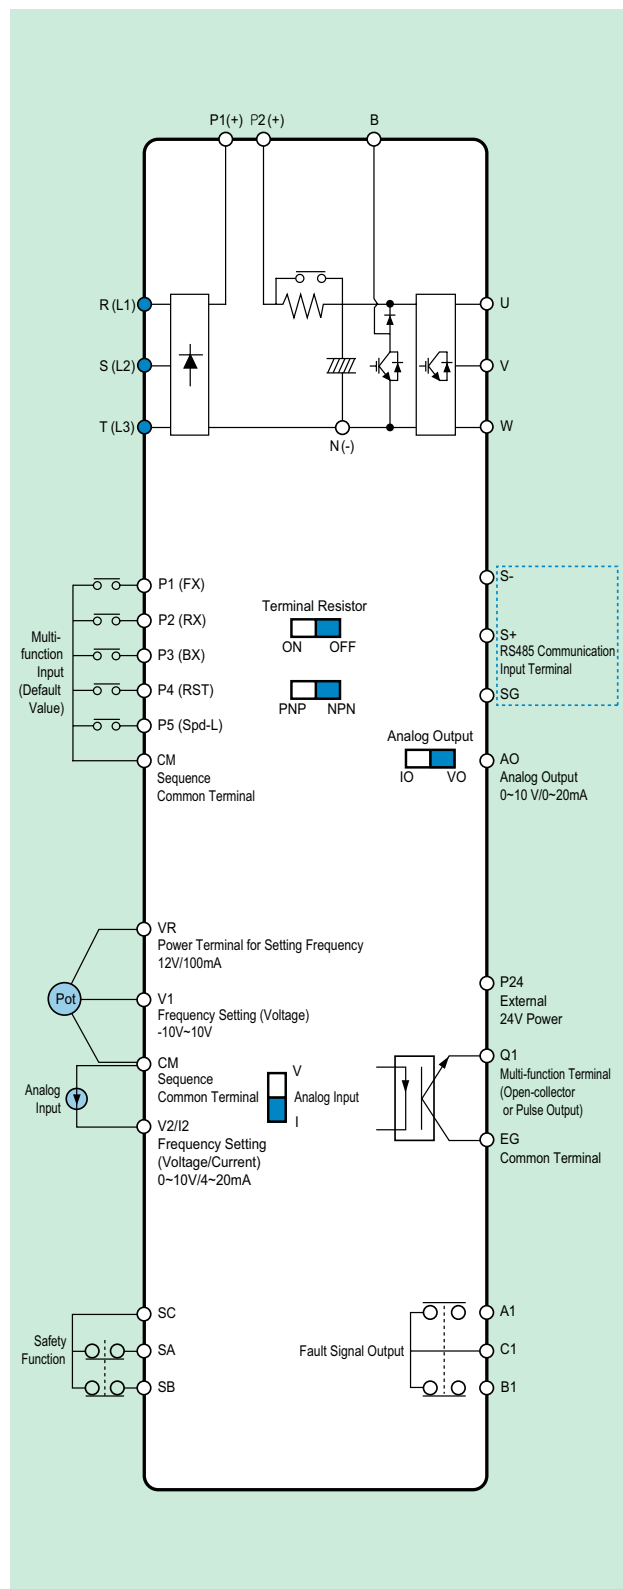 P1(+) P2(+) B
R (L1)
S (L2)
T (L3)
U
V
W
N(-)
Multi-
function
Input
(Default
Value)
P1 (FX)
P2 (RX)
P3 (BX)
P4 (RST)
P5 (Spd-L)
CM
Sequence
Common Terminal
Terminal Resistor
ON OFF
PNP NPN
Analog Output
IO VO
S-
S+
RS485 Communication
Input Terminal
SG
AO
Analog Output
0~10 V/0~20mA
Pot
VR
Power Terminal for Setting Frequency
12V/100mA
V1
Frequency Setting (Voltage)
-10V~10V
CM
Sequence
Common Terminal
Analog
Input
V2/I2
Frequency Setting
(Voltage/Current)
0~10V/4~20mA
V
Analog Input
I
P24
External
24V Power
Q1
Multi-function Terminal
(Open-collector
or Pulse Output)
EG
Common Terminal
Safety
Function
SC
SA
SB
Fault Signal Output
A1
C1
B1